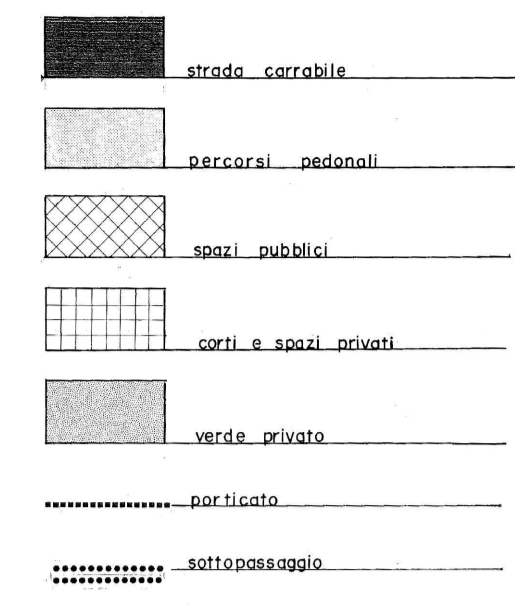 strada carrabile
percorsi pedonali
spazi pubblici
corti e spazi privati
verde privato
porticato
sottopassaggio